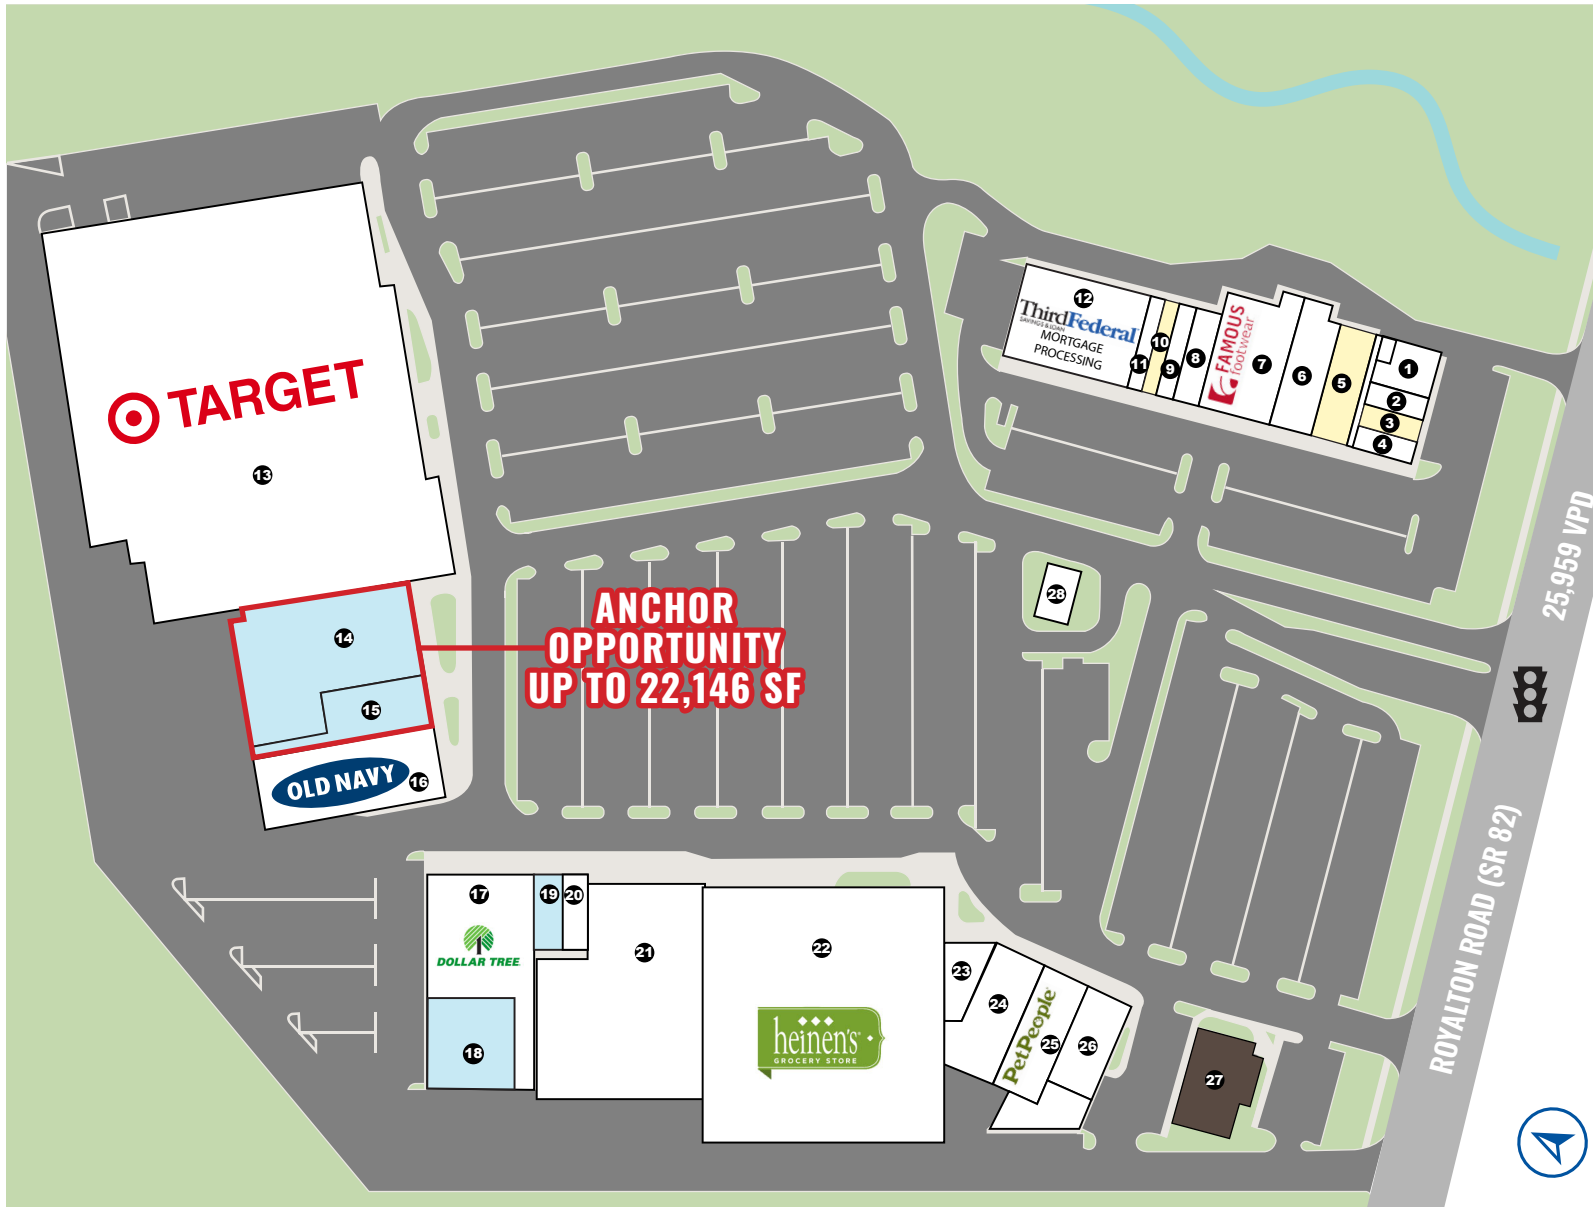 12
ThirdFederal
SAVINGS & LOAN
MORTGAGE
PROCESSING
11
10
9
8
FAMOUS
footwear
7
6
5
1
2
3
4
TARGET
13
25,959 VPD
14
15
ANCHOR
OPPORTUNITY
UP TO 22,146 SF
28
OLD NAVY
16
ROYALTON ROAD (SR 82)
17
DOLLAR TREE
18
19
20
21
22
heinen's
GROCERY STORE
23
24
PetPeople
25
26
27